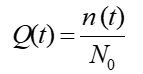 Q(t) = n(t) / N₀